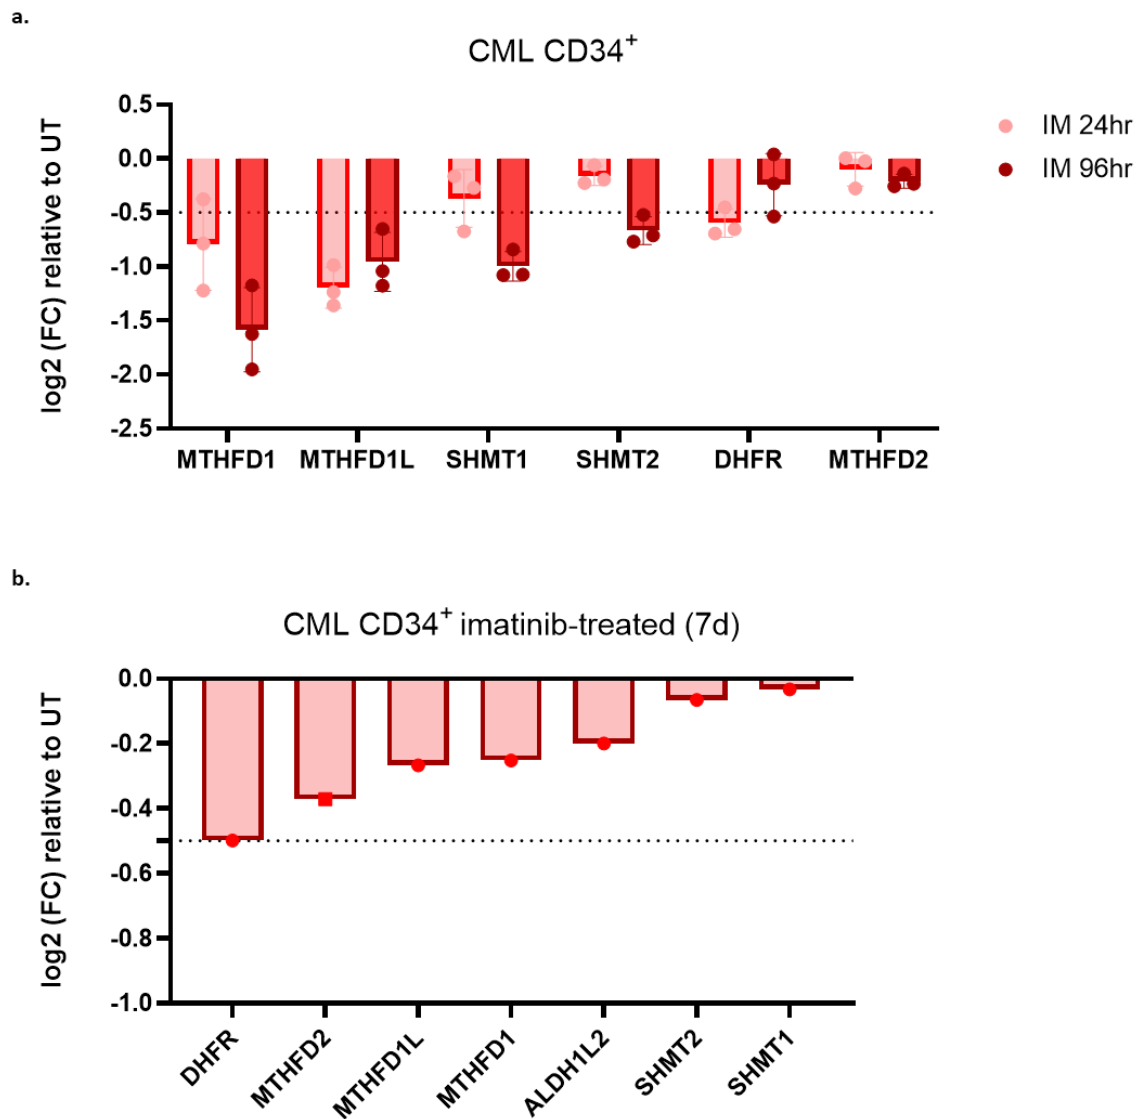 a.
CML CD34+
log2 (FC) relative to UT
0.5
0.0
-0.5
-1.0
-1.5
-2.0
-2.5
MTHFD1 MTHFD1L SHMT1 SHMT2 DHFR MTHFD2
IM 24hr
IM 96hr
b.
CML CD34+ imatinib-treated (7d)
log2 (FC) relative to UT
0.0
-0.2
-0.4
-0.6
-0.8
-1.0
DHFR MTHFD2 MTHFD1L MTHFD1 ALDH1L2 SHMT2 SHMT1